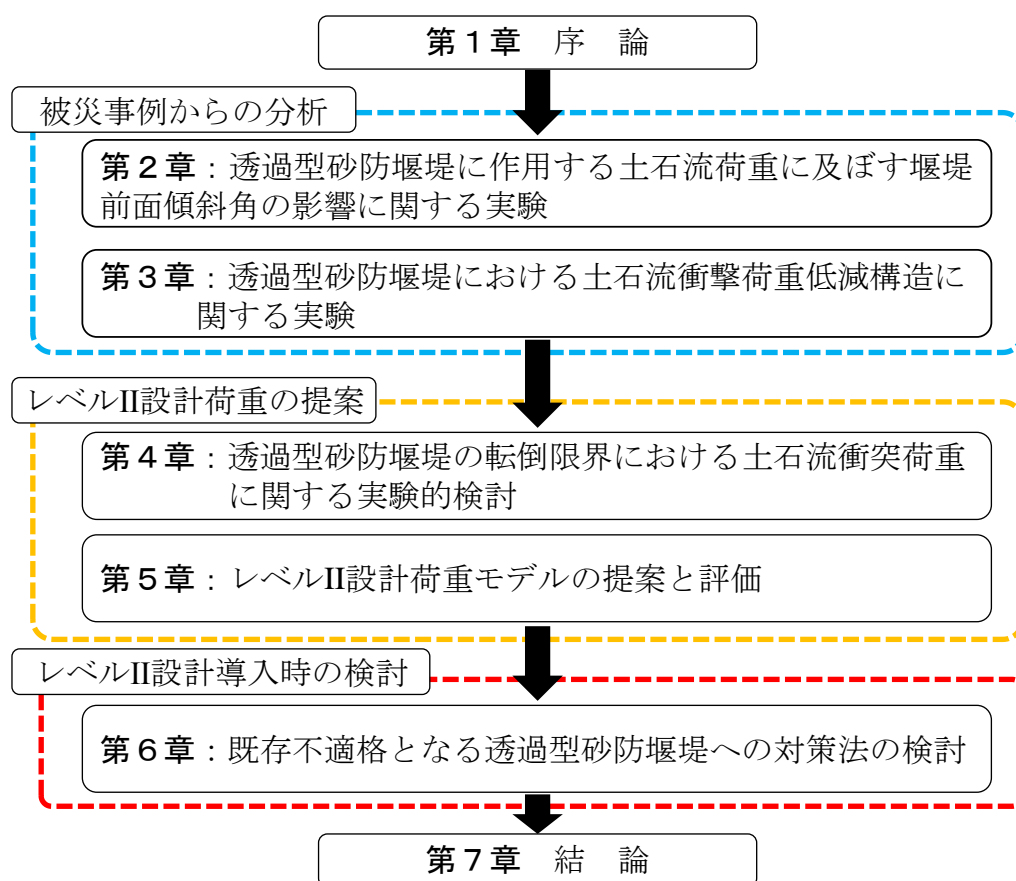 第１章　序　論
被災事例からの分析
第２章：透過型砂防堰堤に作用する土石流荷重に及ぼす堰堤
前面傾斜角の影響に関する実験
第３章：透過型砂防堰堤における土石流衝撃荷重低減構造に
関する実験
レベルII設計荷重の提案
第４章：透過型砂防堰堤の転倒限界における土石流衝突荷重
に関する実験的検討
第５章：レベルII設計荷重モデルの提案と評価
レベルII設計導入時の検討
第６章：既存不適格となる透過型砂防堰堤への対策法の検討
第７章　結　論